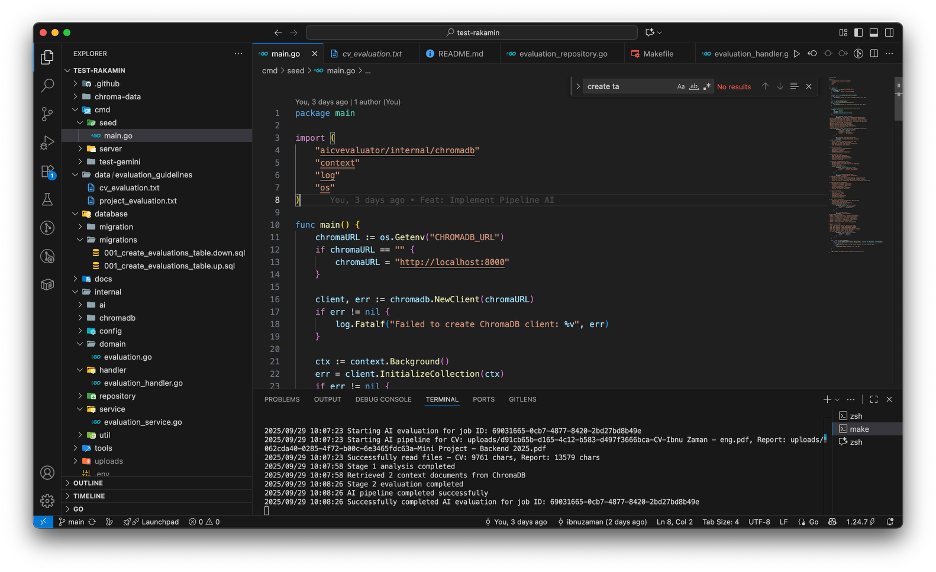 test-rakamin
EXPLORER
TEST-RAKAMIN
.github
chroma-data
cmd
seed
main.go
server
test-gemini
data/evaluation_guidelines
cv_evaluation.txt
project_evaluation.txt
database
migration
migrations
001_create_evaluations_table.down.sql
001_create_evaluations_table.up.sql
docs
internal
ai
chromadb
config
domain
evaluation.go
handler
evaluation_handler.go
repository
service
evaluation_service.go
util
tools
uploads
.env
OUTLINE
TIMELINE
GO
main.go
cv_evaluation.txt
README.md
evaluation_repository.go
Makefile
evaluation_handler.g
cmd > seed > main.go > ...
create ta
Aa ab
No results
You, 3 days ago | 1 author (You)
1 package main
2
3 import (
4 "aicvevaluator/internal/chromadb"
5 "context"
6 "log"
7 "os"
8 ) You, 3 days ago • Feat: Implement Pipeline AI
9
10 func main() {
11 chromaURL := os.Getenv("CHROMADB_URL")
12 if chromaURL == "" {
13 chromaURL = "http://localhost:8000"
14 }
15
16 client, err := chromadb.NewClient(chromaURL)
17 if err != nil {
18 log.Fatalf("Failed to create ChromaDB client: %v", err)
19 }
20
21 ctx := context.Background()
22 err = client.InitializeCollection(ctx)
23 if err != nil {
PROBLEMS OUTPUT DEBUG CONSOLE TERMINAL PORTS GITLENS
2025/09/29 10:07:23 Starting AI evaluation for job ID: 69031665-0cb7-4877-8420-2bd27bd8b49e
2025/09/29 10:07:23 Starting AI pipeline for CV: uploads/d91cb65b-d165-4c12-b583-d497f3666bca-CV-Ibnu Zaman - eng.pdf, Report: uploads/
062cda40-0285-4f72-b00c-6e3465fdc63a-Mini Project - Backend 2025.pdf
2025/09/29 10:07:23 Successfully read files - CV: 9761 chars, Report: 13579 chars
2025/09/29 10:07:58 Stage 1 analysis completed
2025/09/29 10:07:58 Retrieved 2 context documents from ChromaDB
2025/09/29 10:08:26 Stage 2 evaluation completed
2025/09/29 10:08:26 AI pipeline completed successfully
2025/09/29 10:08:26 Successfully completed AI evaluation for job ID: 69031665-0cb7-4877-8420-2bd27bd8b49e
zsh
make
zsh
main Launchpad 0 0 You, 3 days ago ibnuzaman (2 days ago) Ln 8, Col 2 Tab Size: 4 UTF-8 LF Go 1.24.7